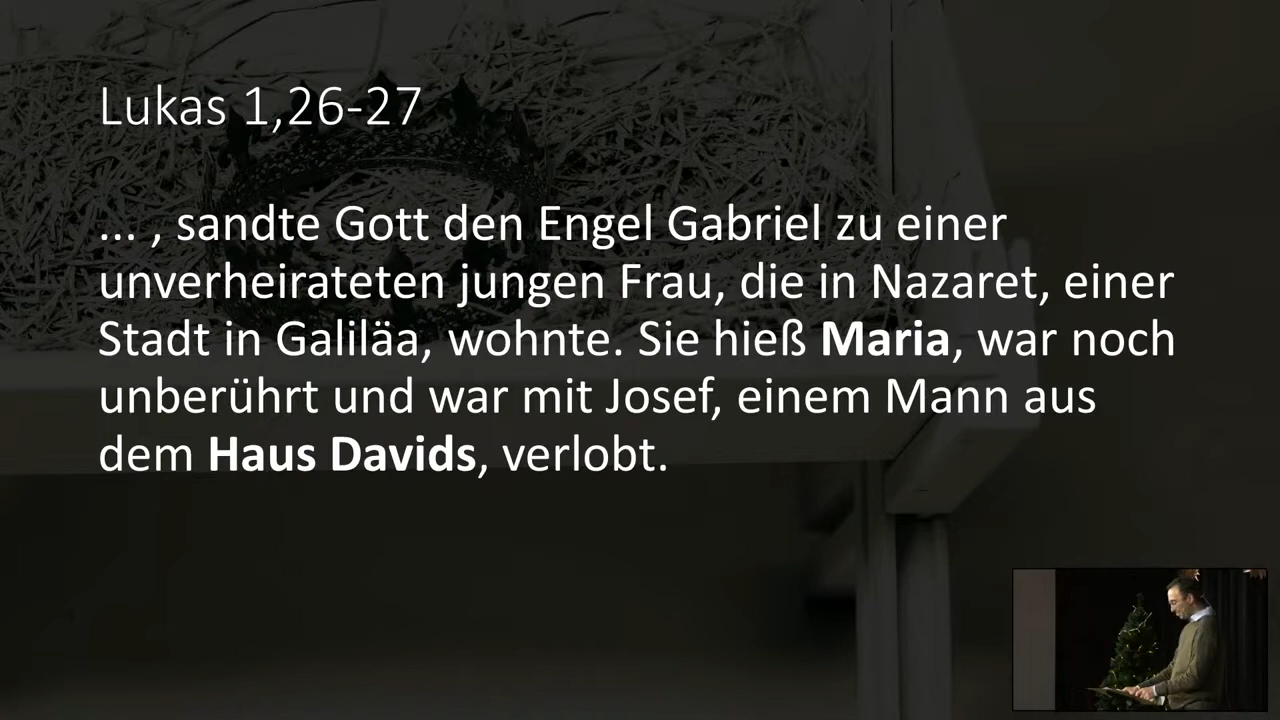 Lukas 1,26-27
... , sandte Gott den Engel Gabriel zu einer
unverheirateten jungen Frau, die in Nazaret, einer
Stadt in Galiläa, wohnte. Sie hieß Maria, war noch
unberührt und war mit Josef, einem Mann aus
dem Haus Davids, verlobt.